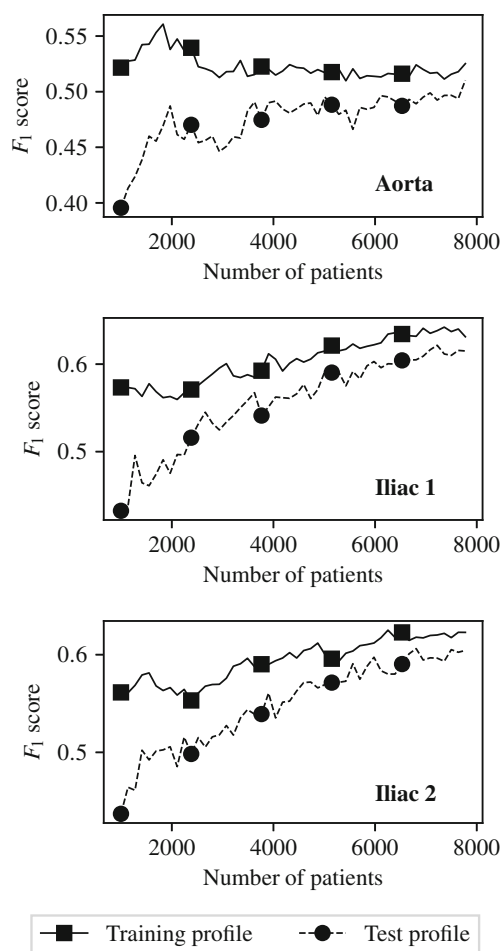 0.55
0.50
0.45
0.40
F1 score
Aorta
2000 4000 6000 8000
Number of patients
0.6
0.5
F1 score
Iliac 1
2000 4000 6000 8000
Number of patients
0.6
0.5
F1 score
Iliac 2
2000 4000 6000 8000
Number of patients
Training profile Test profile